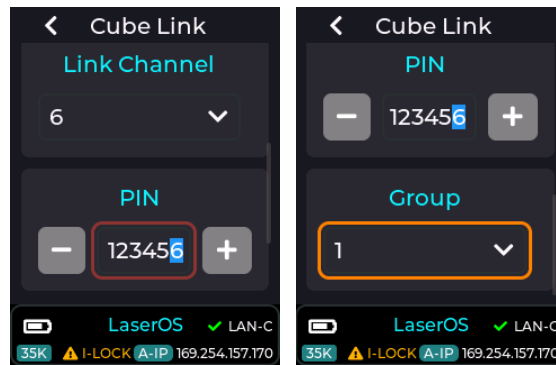 Cube Link
Link Channel
6
PIN
123456
LaserOS LAN-C
35K I-LOCK A-IP 169.254.157.170
Cube Link
PIN
123456
Group
1
LaserOS LAN-C
35K I-LOCK A-IP 169.254.157.170